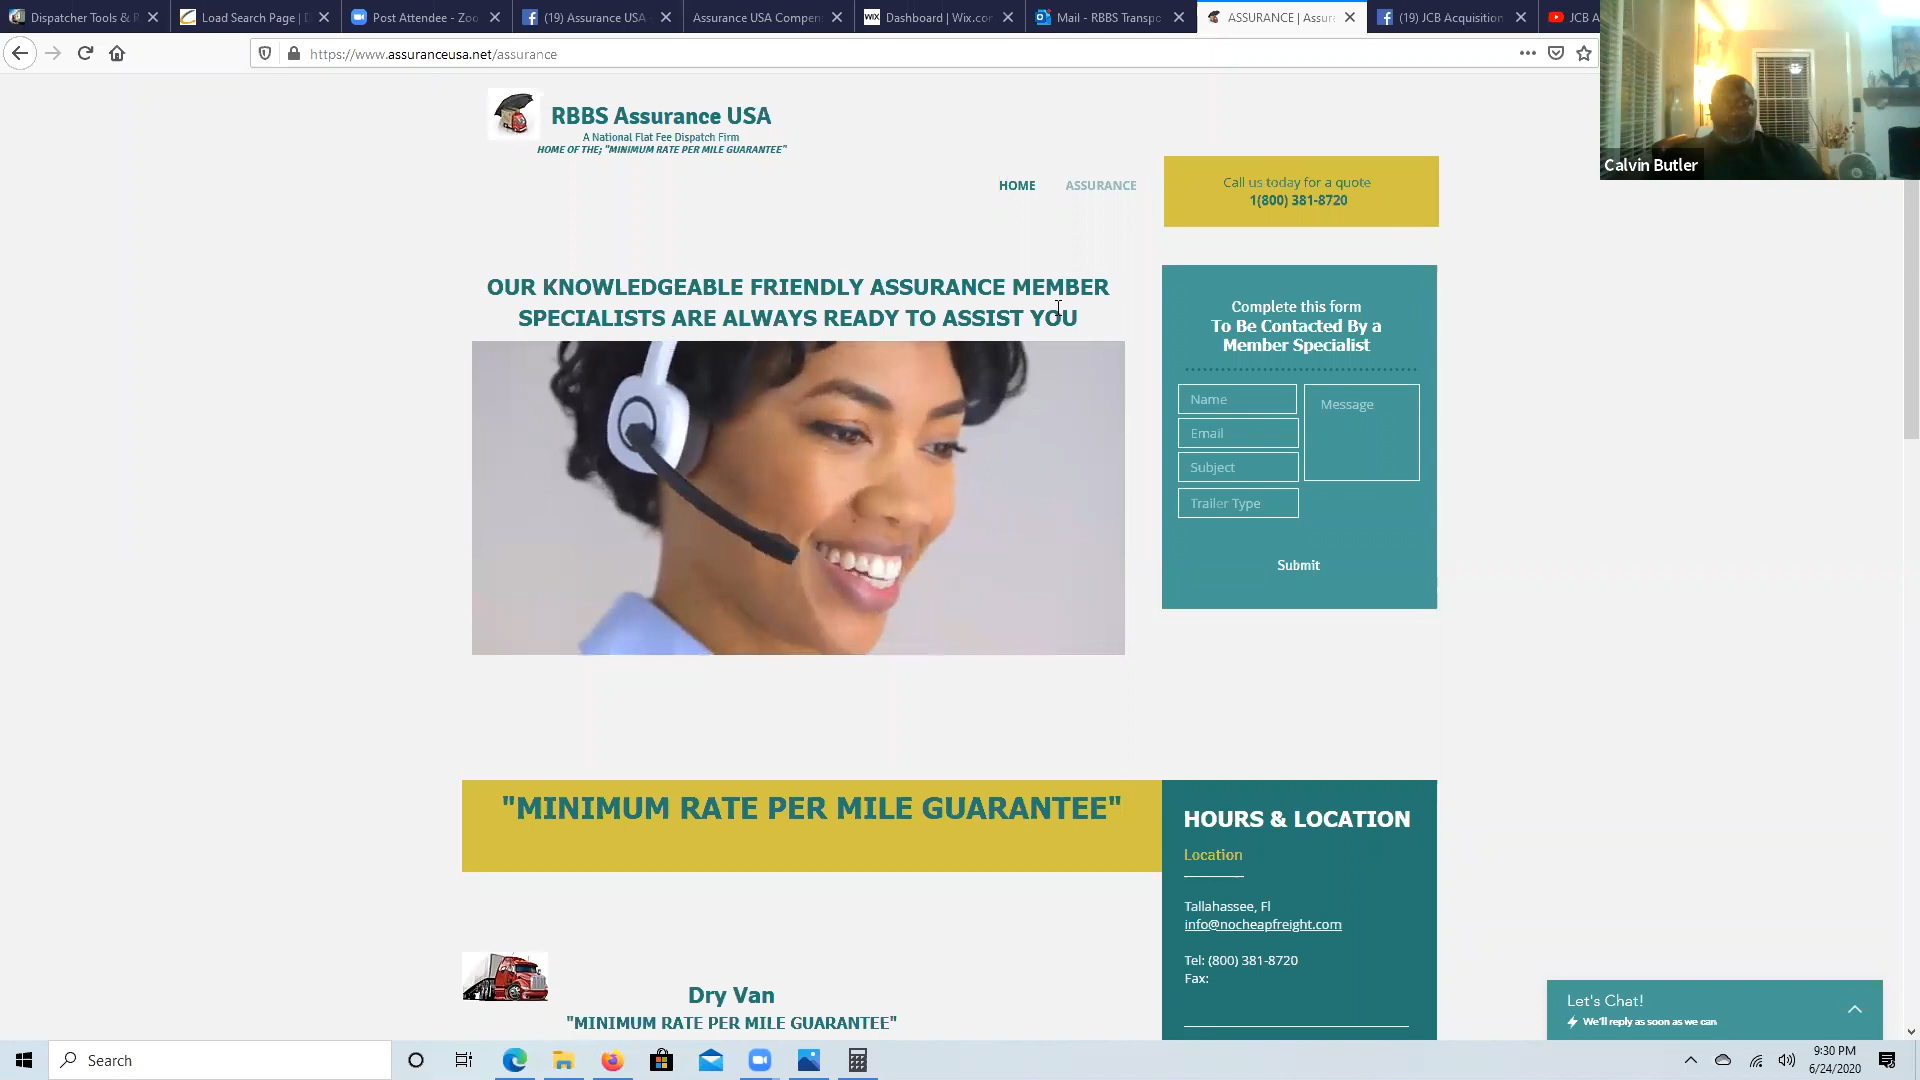 Dispatcher Tools & R
Load Search Page | D
Post Attendee - Zoo
(19) Assurance USA
Assurance USA Compen
WIX
Dashboard | Wix.co
Mail - RBBS Transpo
ASSURANCE | Assur
(19) JCB Acquisition
JCB A
https://www.assuranceusa.net/assurance
Calvin Butler
RBBS Assurance USA
A National Flat Fee Dispatch Firm
HOME OF THE; "MINIMUM RATE PER MILE GUARANTEE"
HOME
ASSURANCE
Call us today for a quote
1(800) 381-8720
OUR KNOWLEDGEABLE FRIENDLY ASSURANCE MEMBER
SPECIALISTS ARE ALWAYS READY TO ASSIST YOU
Complete this form
To Be Contacted By a
Member Specialist
Name
Message
Email
Subject
Trailer Type
Submit
"MINIMUM RATE PER MILE GUARANTEE"
HOURS & LOCATION
Location
Tallahassee, Fl
info@nocheapfreight.com
Tel: (800) 381-8720
Fax:
Dry Van
"MINIMUM RATE PER MILE GUARANTEE"
Let's Chat!
We'll reply as soon as we can
Search
9:30 PM
6/24/2020